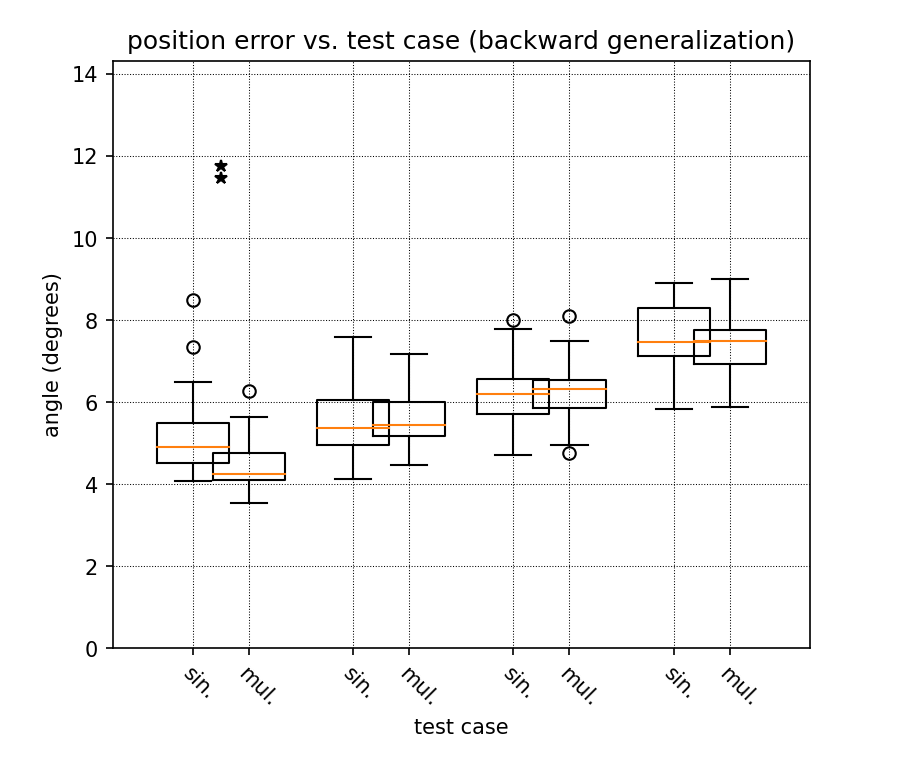 position error vs. test case (backward generalization)
14
12
10
8
6
4
2
0
angle (degrees)
sin. mul. sin. mul. sin. mul. sin. mul.
test case